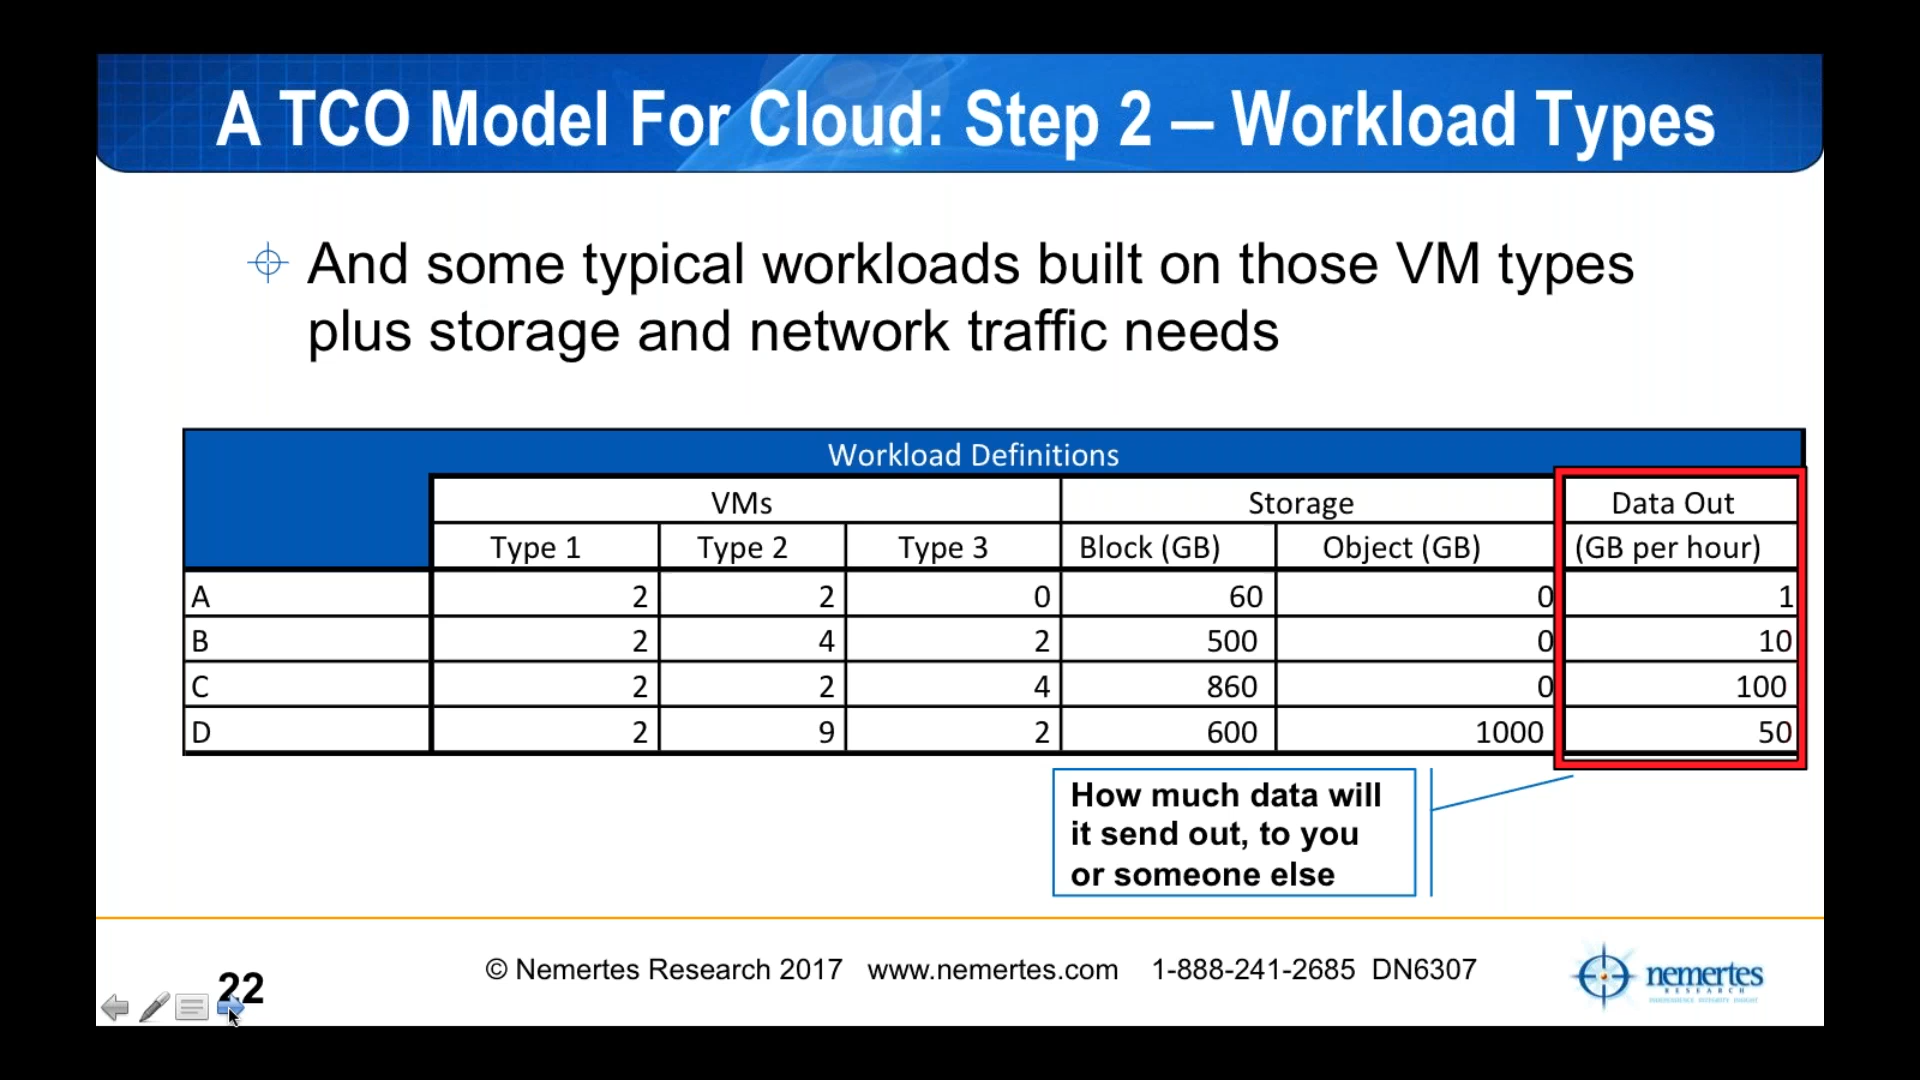 A TCO Model For Cloud: Step 2 – Workload Types
And some typical workloads built on those VM types
plus storage and network traffic needs
Workload Definitions
VMs Storage Data Out
Type 1 Type 2 Type 3 Block (GB) Object (GB) (GB per hour)
A 2 2 0 60 0 1
B 2 4 2 500 0 10
C 2 2 4 860 0 100
D 2 9 2 600 1000 50
How much data will
it send out, to you
or someone else
22
© Nemertes Research 2017 www.nemertes.com 1-888-241-2685 DN6307
nemertes
RESEARCH
INDEPENDENCE INTEGRITY INSIGHT